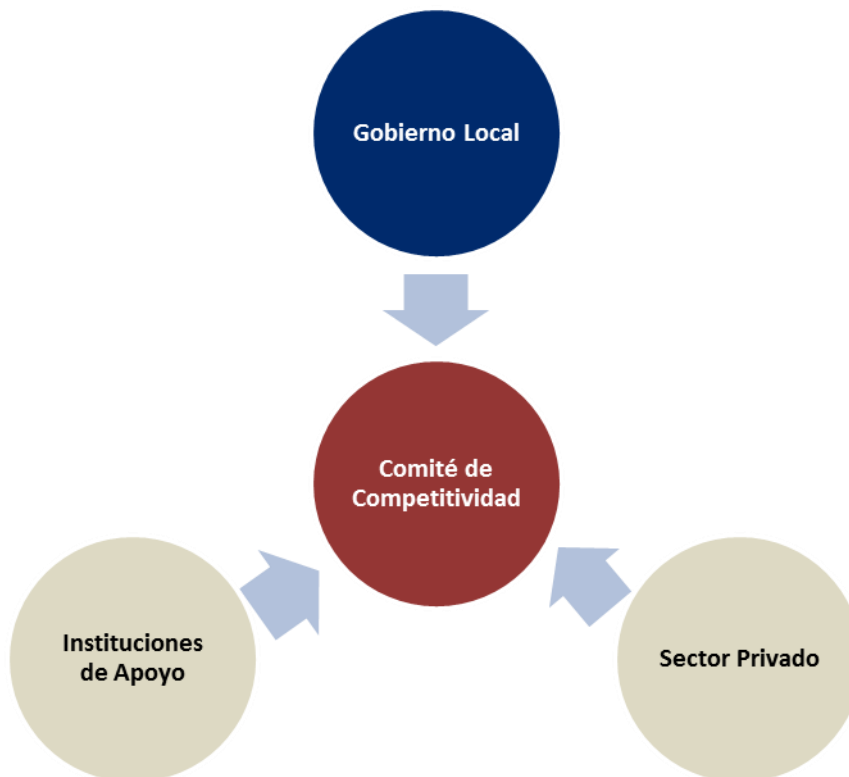 Gobierno Local
Comité de
Competitividad
Instituciones
de Apoyo
Sector Privado